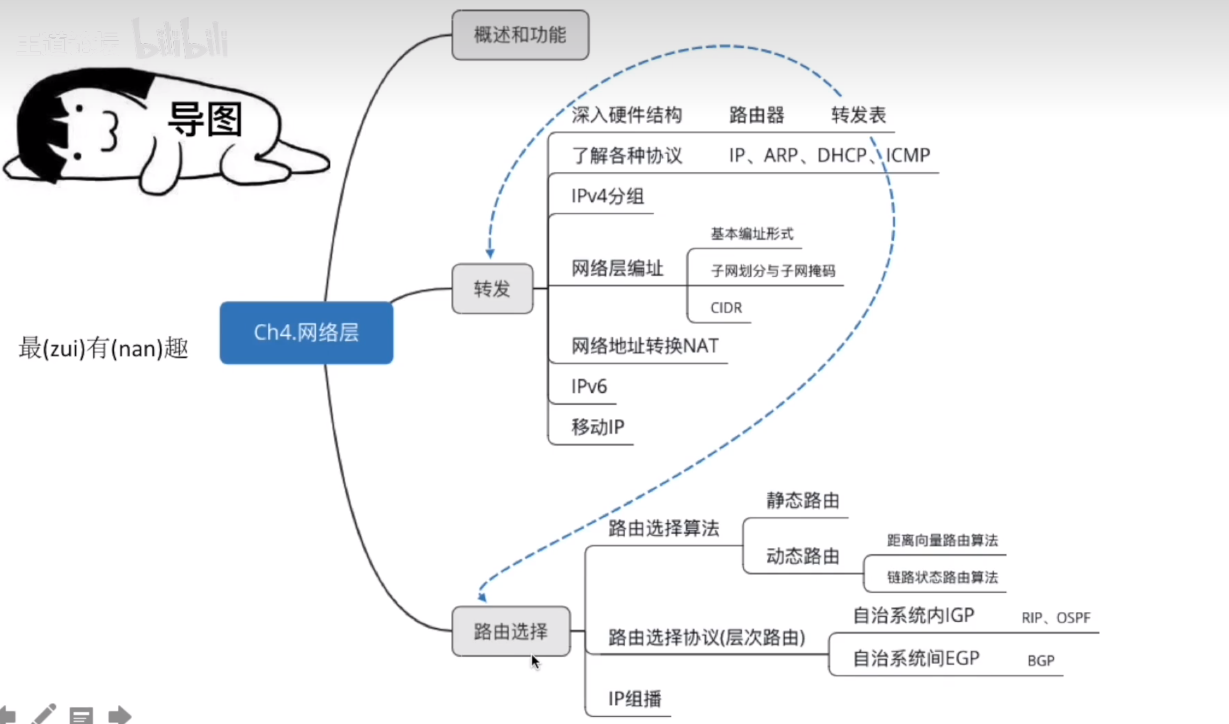 王道论坛 bilibili
概述和功能
导图
深入硬件结构 路由器 转发表
了解各种协议 IP、ARP、DHCP、ICMP
IPv4分组
基本编址形式
网络层编址
子网划分与子网掩码
CIDR
转发
Ch4.网络层
最(zui)有(nan)趣
网络地址转换NAT
IPv6
移动IP
静态路由
路由选择算法
动态路由
距离向量路由算法
链路状态路由算法
路由选择
自治系统内IGP RIP、OSPF
路由选择协议(层次路由)
自治系统间EGP BGP
IP组播